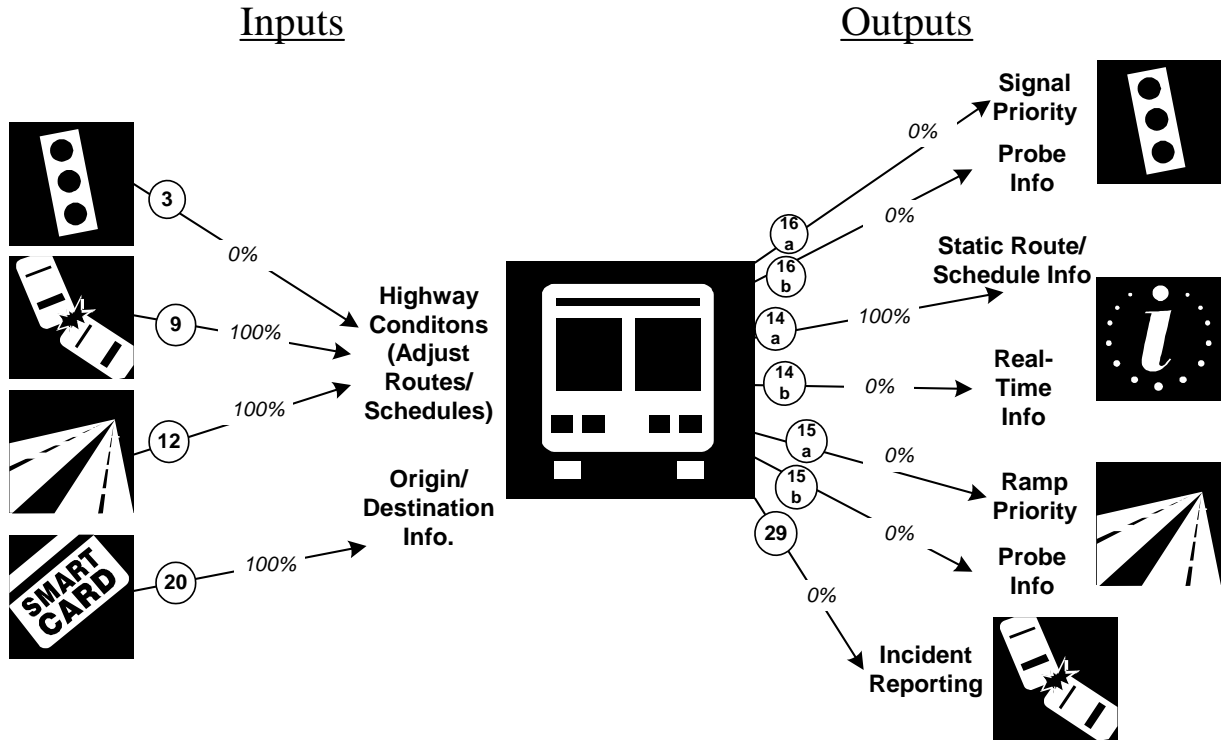 Inputs
Outputs
3
0%
9
100%
12
100%
SMART
CARD
20
100%
Highway
Conditons
(Adjust
Routes/
Schedules)
Origin/
Destination
Info.
16
a
0%
Signal
Priority
16
b
0%
Probe
Info
14
a
100%
Static Route/
Schedule Info
i
14
b
0%
Real-
Time
Info
15
a
0%
Ramp
Priority
15
b
0%
Probe
Info
29
0%
Incident
Reporting